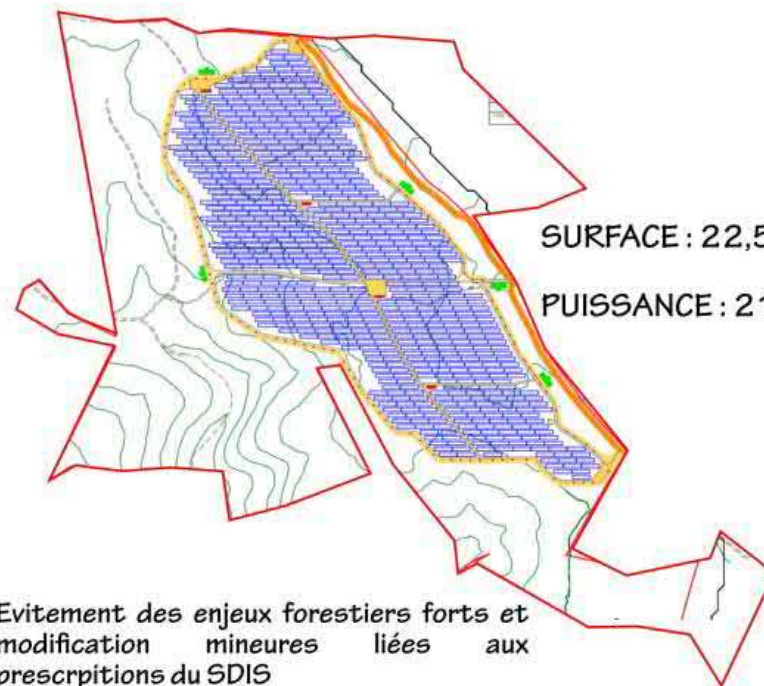 SURFACE : 22,5
PUISSANCE : 21
Evitement des enjeux forestiers forts et
modification mineures liées aux
prescrpitions du SDIS